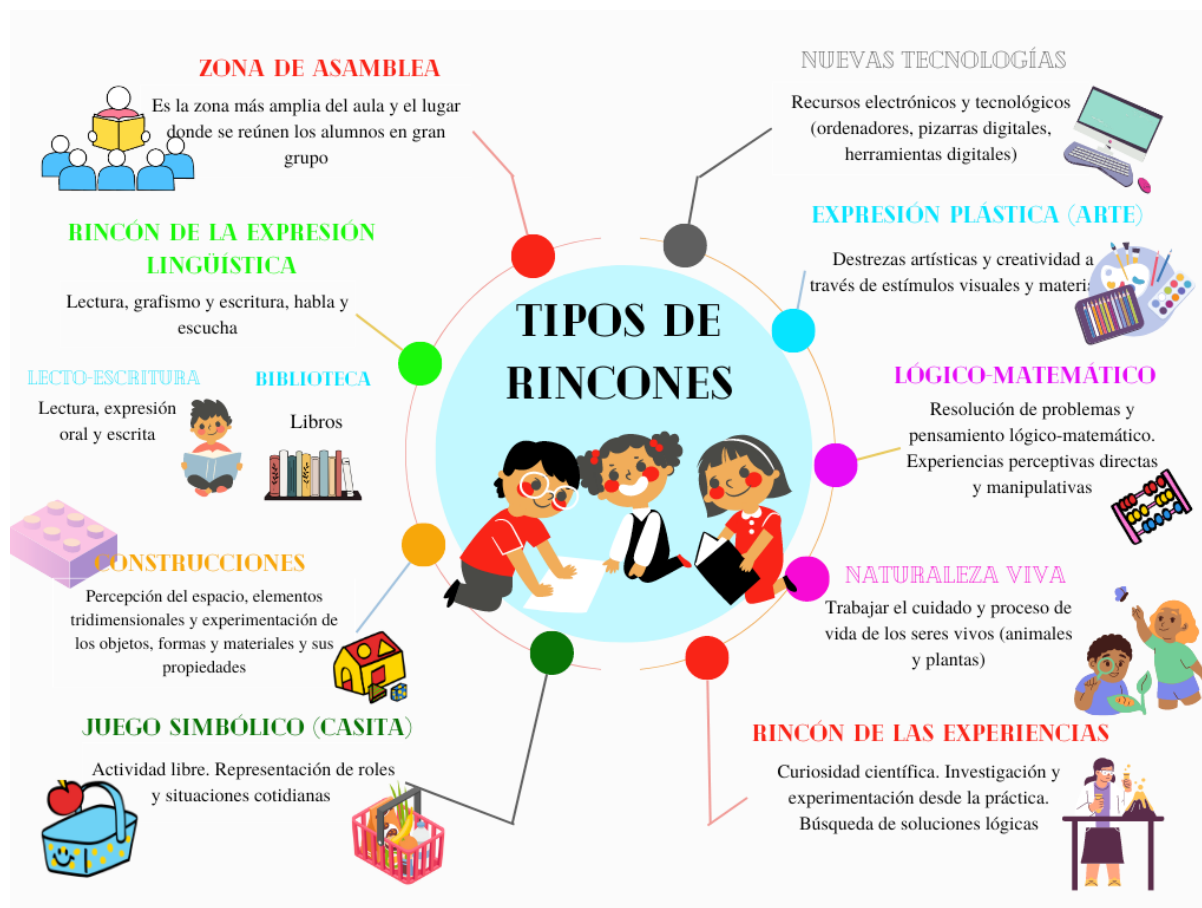 ZONA DE ASAMBLEA
Es la zona más amplia del aula y el lugar
donde se reúnen los alumnos en gran
grupo
RINCÓN DE LA EXPRESIÓN
LINGÜÍSTICA
Lectura, grafismo y escritura, habla y
escucha
LECTO-ESCRITURA
Lectura, expresión
oral y escrita
BIBLIOTECA
Libros
CONSTRUCCIONES
Percepción del espacio, elementos
tridimensionales y experimentación de
los objetos, formas y materiales y sus
propiedades
JUEGO SIMBÓLICO (CASITA)
Actividad libre. Representación de roles
y situaciones cotidianas
TIPOS DE
RINCONES
NUEVAS TECNOLOGÍAS
Recursos electrónicos y tecnológicos
(ordenadores, pizarras digitales,
herramientas digitales)
EXPRESIÓN PLÁSTICA (ARTE)
Destrezas artísticas y creatividad a
través de estímulos visuales y
LÓGICO-MATEMÁTICO
Resolución de problemas y
pensamiento lógico-matemático.
Experiencias perceptivas directas
y manipulativas
NATURALEZA VIVA
Trabajar el cuidado y proceso de
vida de los seres vivos (animales
y plantas)
RINCÓN DE LAS EXPERIENCIAS
Curiosidad científica. Investigación y
experimentación desde la práctica.
Búsqueda de soluciones lógicas